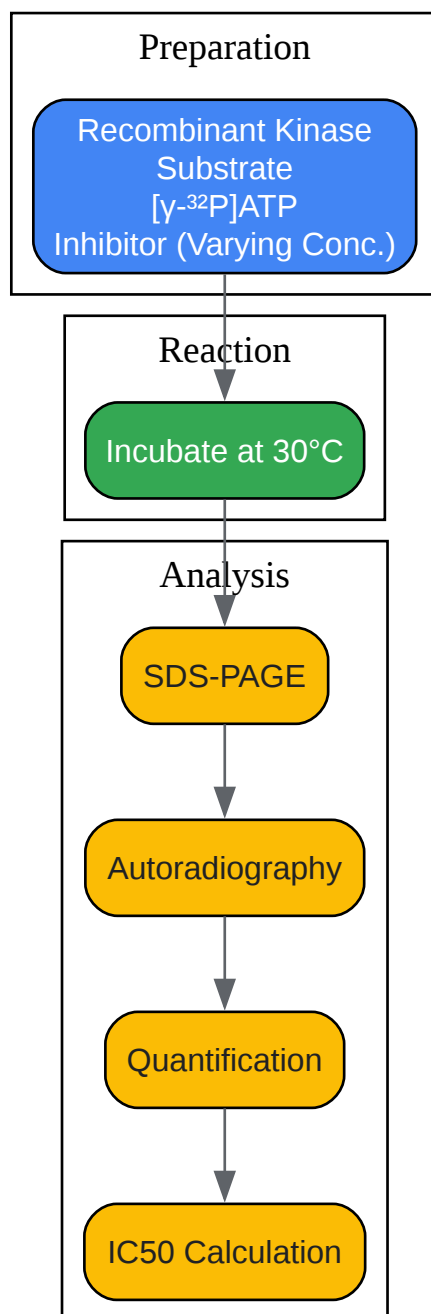 Preparation
Recombinant Kinase
Substrate
[γ-³²P]ATP
Inhibitor (Varying Conc.)
Reaction
Incubate at 30°C
Analysis
SDS-PAGE
Autoradiography
Quantification
IC50 Calculation